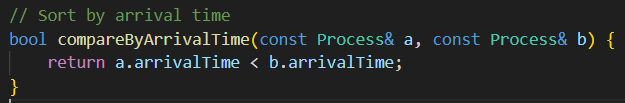 // Sort by arrival time
bool compareByArrivalTime(const Process& a, const Process& b) {
    return a.arrivalTime < b.arrivalTime;
}